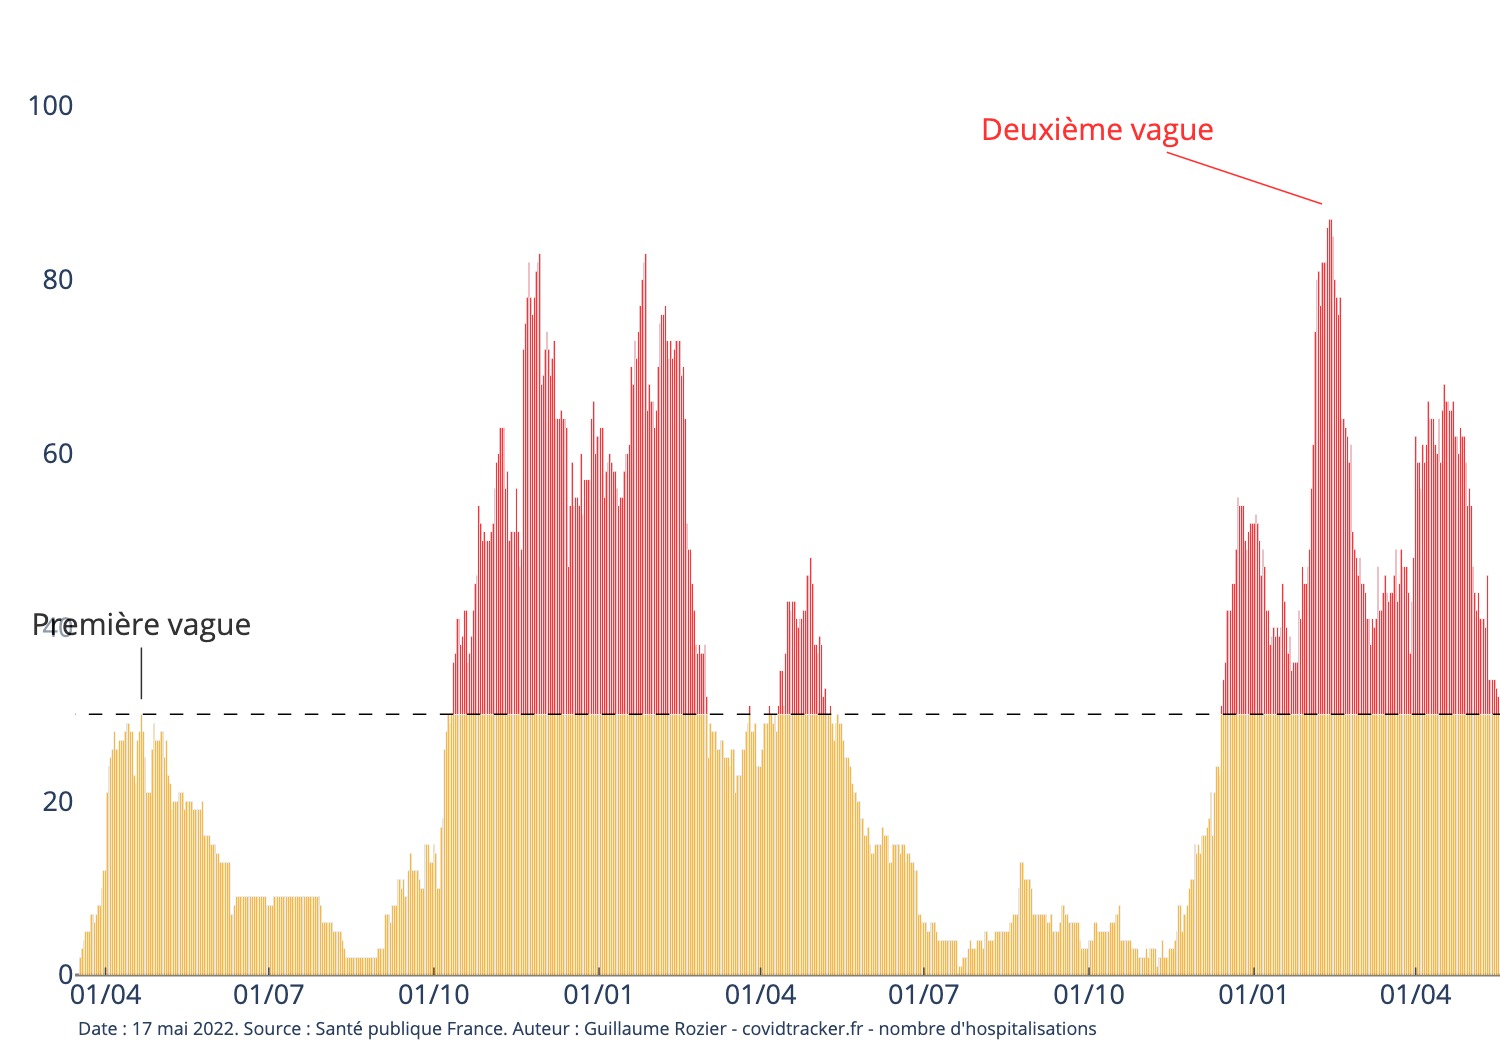 100
Deuxième vague
80
60
Première vague
40
20
0
01/04 01/07 01/10 01/01 01/04 01/07 01/10 01/01 01/04
Date : 17 mai 2022. Source : Santé publique France. Auteur : Guillaume Rozier - covidtracker.fr - nombre d'hospitalisations